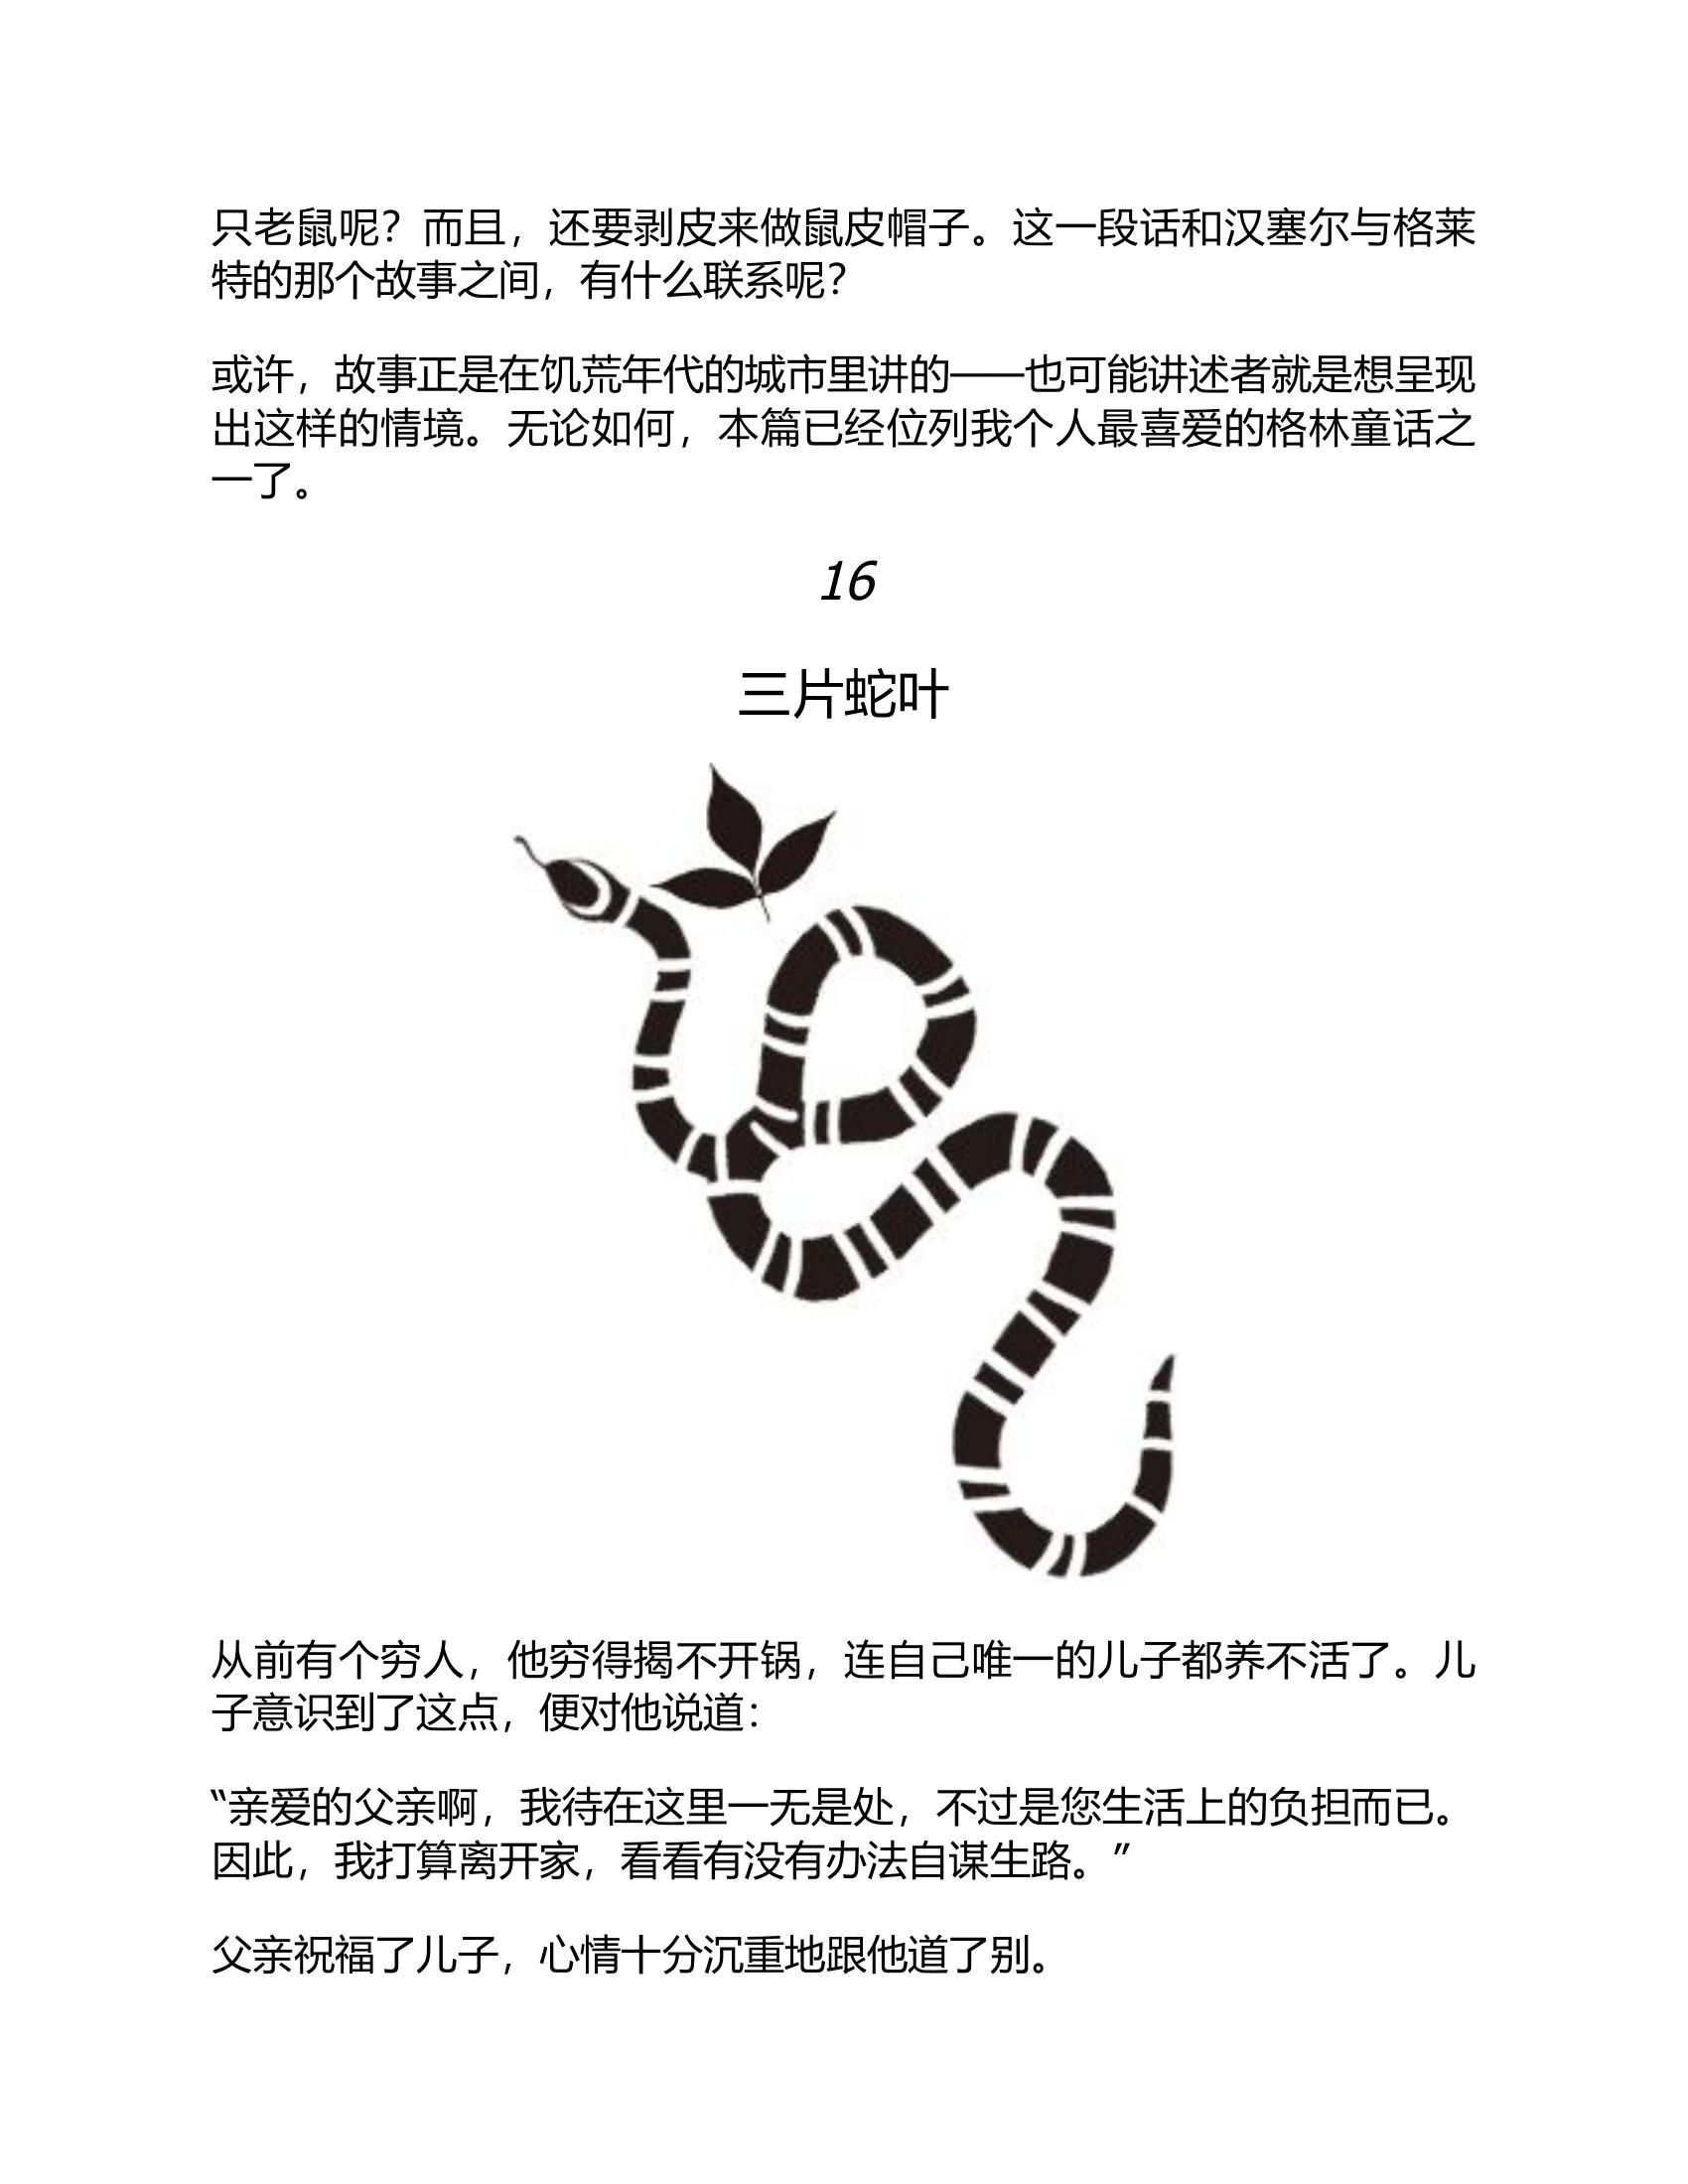 只老鼠呢？而且，还要剥皮来做鼠皮帽子。这一段话和汉塞尔与格莱
特的那个故事之间，有什么联系呢？
或许，故事正是在饥荒年代的城市里讲的——也可能讲述者就是想呈现
出这样的情境。无论如何，本篇已经位列我个人最喜爱的格林童话之
一了。
16
三片蛇叶
从前有个穷人，他穷得揭不开锅，连自己唯一的儿子都养不活了。儿
子意识到了这点，便对他说道：
“亲爱的父亲啊，我待在这里一无是处，不过是您生活上的负担而已。
因此，我打算离开家，看看有没有办法自谋生路。”
父亲祝福了儿子，心情十分沉重地跟他道了别。